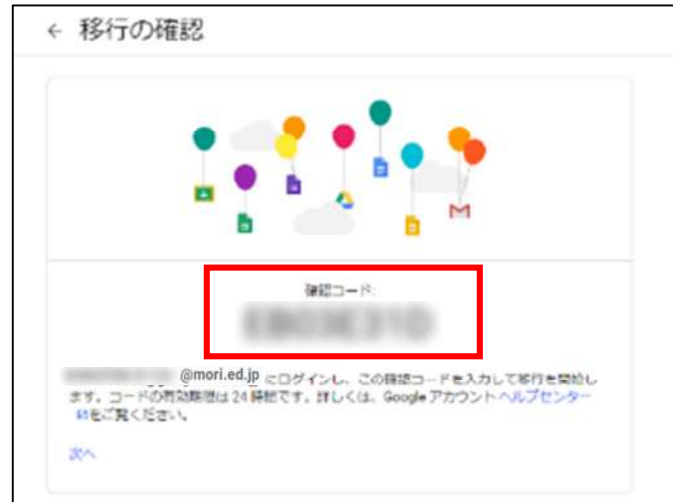 ← 移行の確認
確認コード:
@mori.ed.jp にログインし、この確認コードを入力して移行を開始し
ます。コードの有効期限は 24 時間です。詳しくは、Google アカウント ヘルプセンター
をご覧ください。
次へ